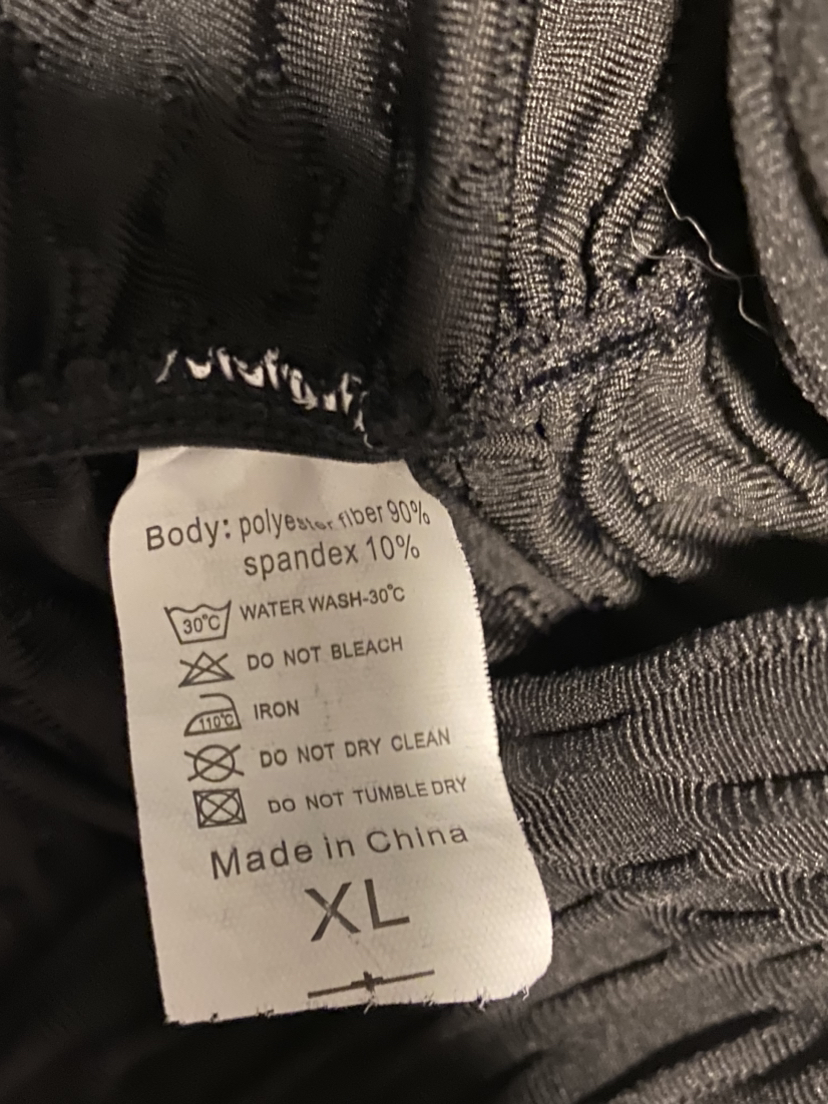 Body: polyester fiber 90%
spandex 10%
30°C WATER WASH-30°C
DO NOT BLEACH
110°C IRON
DO NOT DRY CLEAN
DO NOT TUMBLE DRY
Made in China
XL